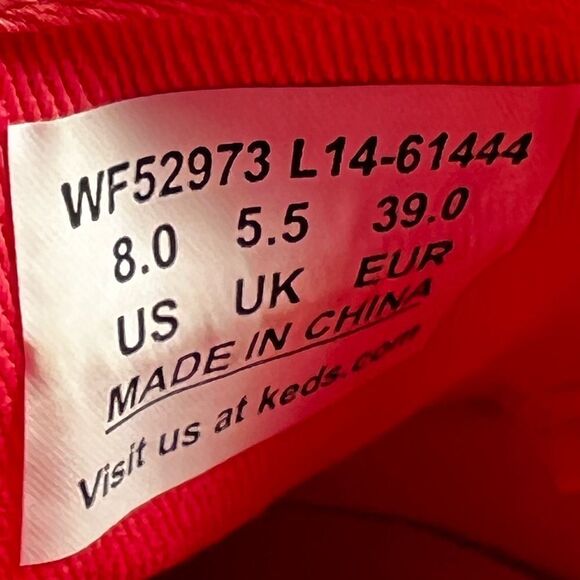 WF52973 L14-61444
8.0 5.5 39.0
US UK EUR
MADE IN CHINA
Visit us at keds.com